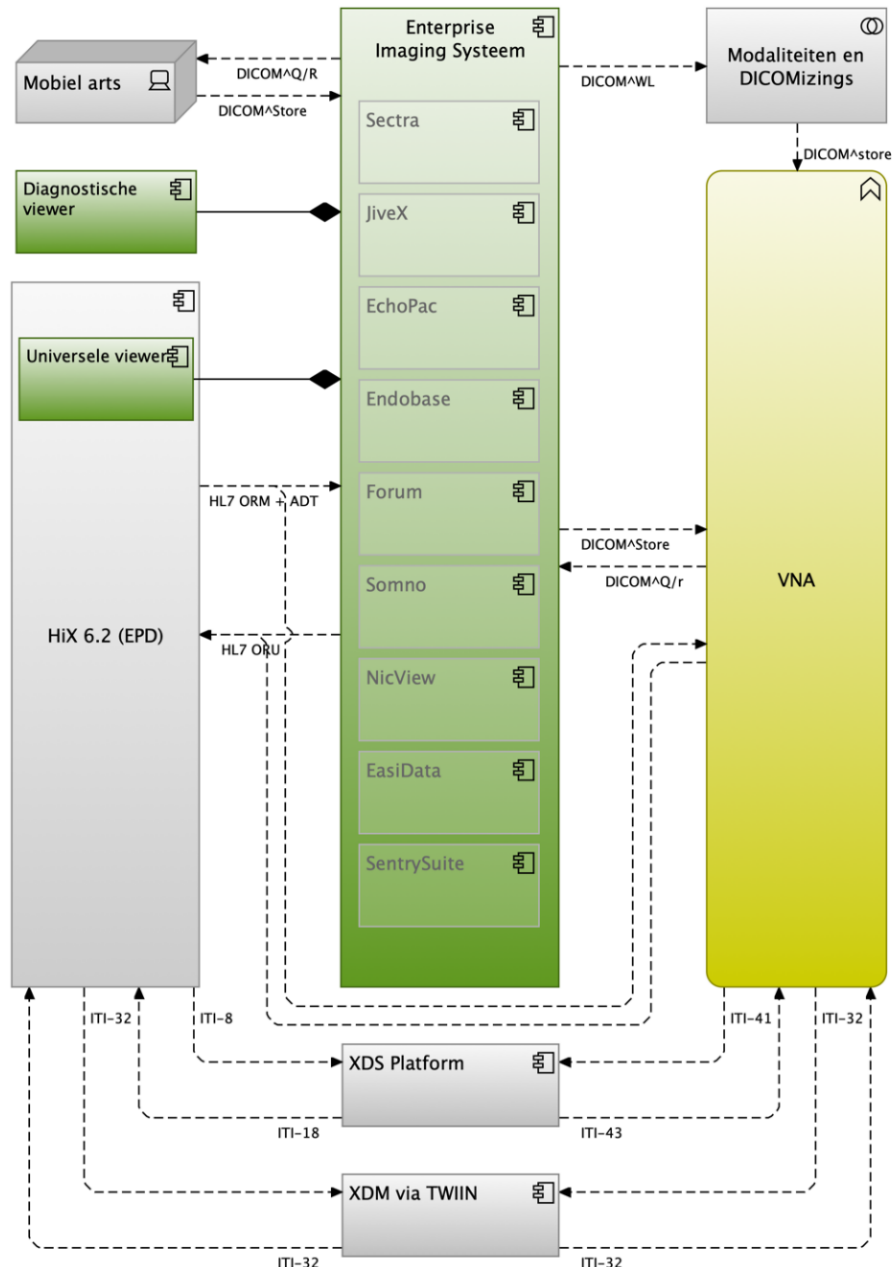 Enterprise
Imaging Systeem
Mobiel arts
DICOM^Q/R
DICOM^Store
DICOM^WL
Modaliteiten en
DICOMizings
DICOM^store
Sectra
Diagnostische
viewer
JiveX
EchoPac
Universele viewer
Endobase
HL7 ORM + ADT
Forum
DICOM^Store
DICOM^Q/r
VNA
Somno
HiX 6.2 (EPD)
HL7 ORU
NicView
EasiData
SentrySuite
ITI-32
ITI-8
ITI-41
ITI-32
XDS Platform
ITI-18
ITI-43
XDM via TWIIN
ITI-32
ITI-32